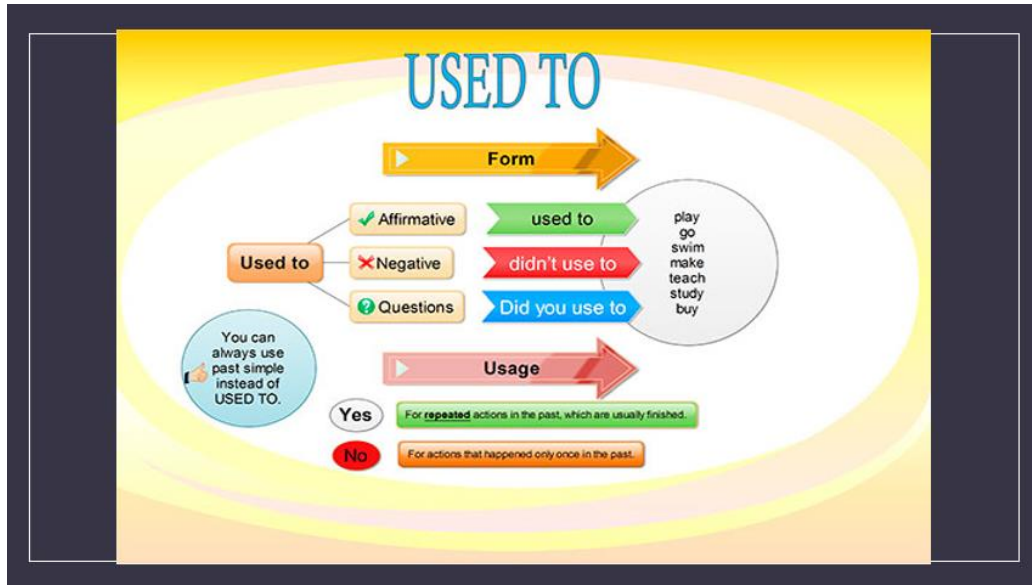 USED TO
Form
Used to
Affirmative
used to
Negative
didn't use to
Questions
Did you use to
play
go
swim
make
teach
study
buy
You can
always use
past simple
instead of
USED TO.
Usage
Yes
For repeated actions in the past, which are usually finished.
No
For actions that happened only once in the past.